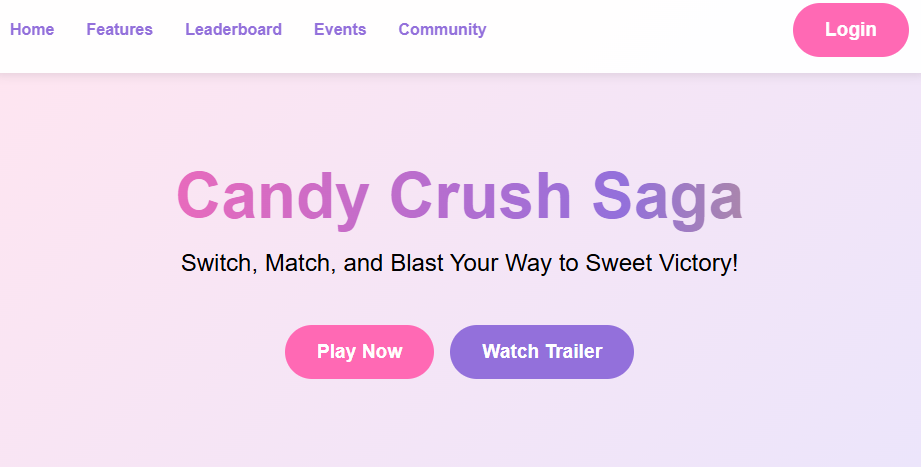 Home Features Leaderboard Events Community Login
Candy Crush Saga
Switch, Match, and Blast Your Way to Sweet Victory!
Play Now Watch Trailer